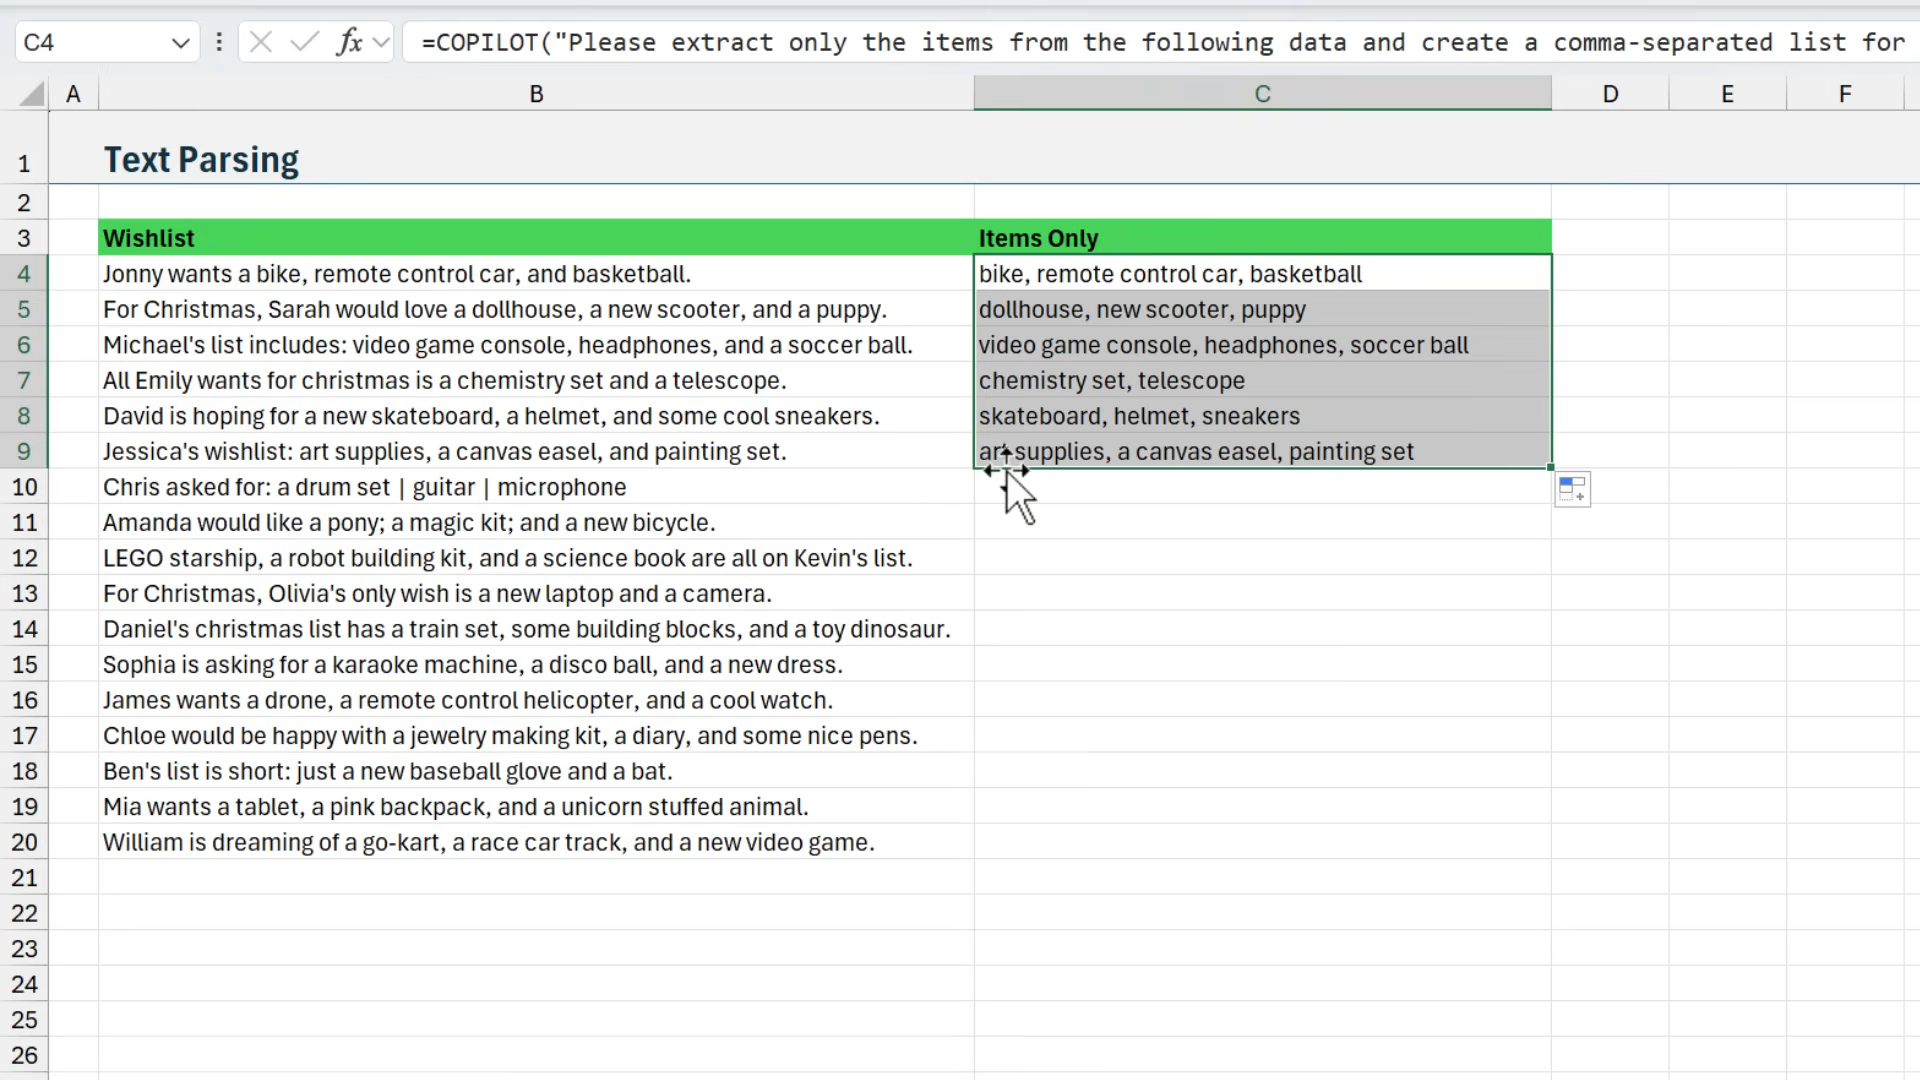 C4
fx
=COPILOT("Please extract only the items from the following data and create a comma-separated list for
A B C D E F
1 Text Parsing
2
3 Wishlist Items Only
4 Jonny wants a bike, remote control car, and basketball. bike, remote control car, basketball
5 For Christmas, Sarah would love a dollhouse, a new scooter, and a puppy. dollhouse, new scooter, puppy
6 Michael's list includes: video game console, headphones, and a soccer ball. video game console, headphones, soccer ball
7 All Emily wants for christmas is a chemistry set and a telescope. chemistry set, telescope
8 David is hoping for a new skateboard, a helmet, and some cool sneakers. skateboard, helmet, sneakers
9 Jessica's wishlist: art supplies, a canvas easel, and painting set. art supplies, a canvas easel, painting set
10 Chris asked for: a drum set | guitar | microphone
11 Amanda would like a pony; a magic kit; and a new bicycle.
12 LEGO starship, a robot building kit, and a science book are all on Kevin's list.
13 For Christmas, Olivia's only wish is a new laptop and a camera.
14 Daniel's christmas list has a train set, some building blocks, and a toy dinosaur.
15 Sophia is asking for a karaoke machine, a disco ball, and a new dress.
16 James wants a drone, a remote control helicopter, and a cool watch.
17 Chloe would be happy with a jewelry making kit, a diary, and some nice pens.
18 Ben's list is short: just a new baseball glove and a bat.
19 Mia wants a tablet, a pink backpack, and a unicorn stuffed animal.
20 William is dreaming of a go-kart, a race car track, and a new video game.
21
22
23
24
25
26